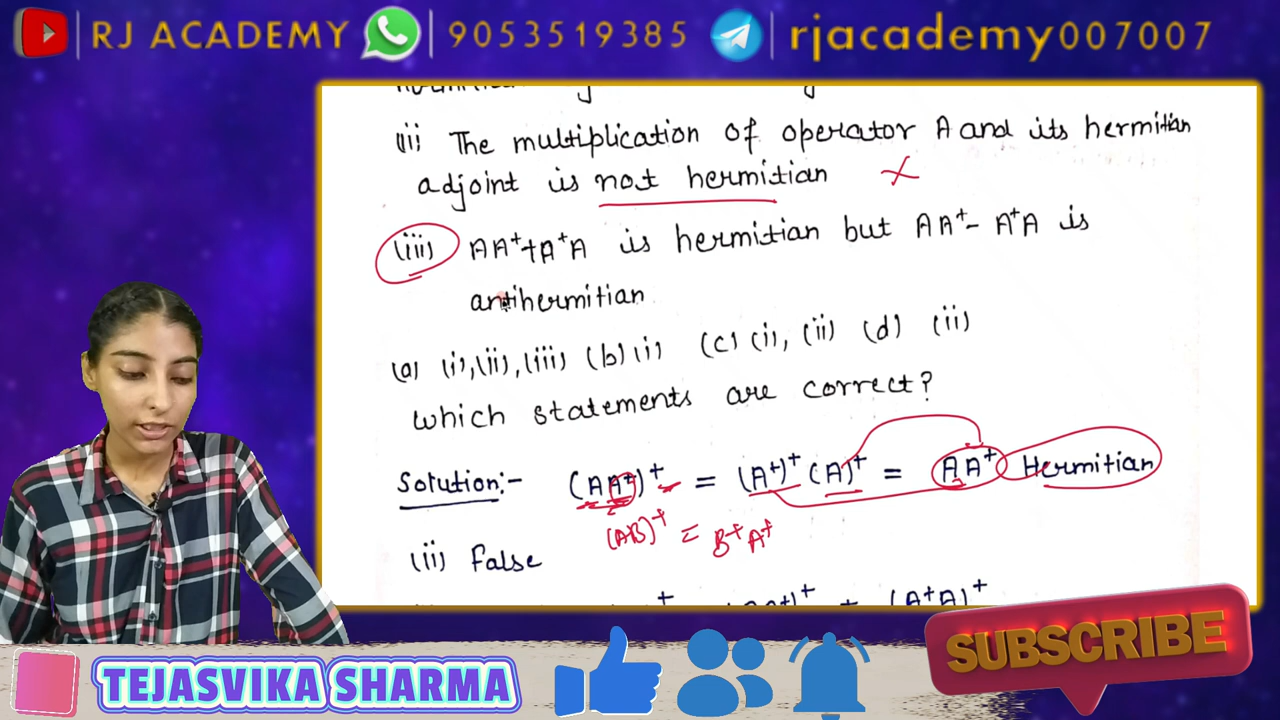 RJ ACADEMY | 9053519385 | rjacademy007007
(ii) The multiplication of operator A and its hermitian
adjoint is not hermitian ×
(iii) AA⁺+A⁺A is hermitian but AA⁺- A⁺A is
antihermitian
(a) (i),(ii),(iii) (b) (i) (c) (i), (ii) (d) (ii)
which statements are correct?
Solution:- (AA⁺)⁺ = (A⁺)⁺ (A)⁺ = AA⁺ Hermitian
(AB)⁺ = B⁺ A⁺
(ii) False
(A⁺A)⁺
SUBSCRIBE
TEJASVIKA SHARMA